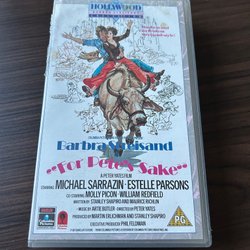 HOLLYWOOD
COLLECTION
Barbra Streisand
"For Pete's Sake"
A PETER YATES FILM
STARRING MICHAEL SARRAZIN · ESTELLE PARSONS
CO-STARRING MOLLY PICON · WILLIAM REDFIELD
WRITTEN BY STANLEY SHAPIRO AND MAURICE RICHLIN
MUSIC BY ARTIE BUTLER · DIRECTED BY PETER YATES
PRODUCED BY MARTIN ERLICHMAN AND STANLEY SHAPIRO
EXECUTIVE PRODUCER PHIL FELDMAN
PG